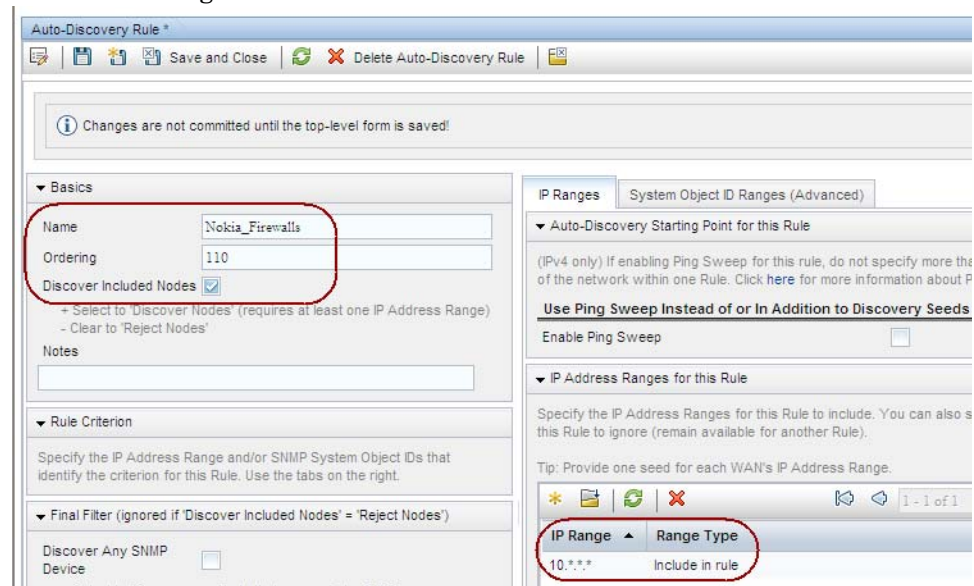 Auto-Discovery Rule *
Save and Close
Delete Auto-Discovery Rule
Changes are not committed until the top-level form is saved!
Basics
Name
Nokia_Firewalls
Ordering
110
Discover Included Nodes
+ Select to 'Discover Nodes' (requires at least one IP Address Range)
- Clear to 'Reject Nodes'
Notes
Rule Criterion
Specify the IP Address Range and/or SNMP System Object IDs that
identify the criterion for this Rule. Use the tabs on the right.
Final Filter (ignored if 'Discover Included Nodes' = 'Reject Nodes')
Discover Any SNMP
Device
IP Ranges
System Object ID Ranges (Advanced)
Auto-Discovery Starting Point for this Rule
(IPv4 only) If enabling Ping Sweep for this rule, do not specify more tha
of the network within one Rule. Click here for more information about P
Use Ping Sweep Instead of or In Addition to Discovery Seeds
Enable Ping Sweep
IP Address Ranges for this Rule
Specify the IP Address Ranges for this Rule to include. You can also s
this Rule to ignore (remain available for another Rule).
Tip: Provide one seed for each WAN's IP Address Range.
1 - 1 of 1
IP Range
Range Type
10.*.*.*
Include in rule